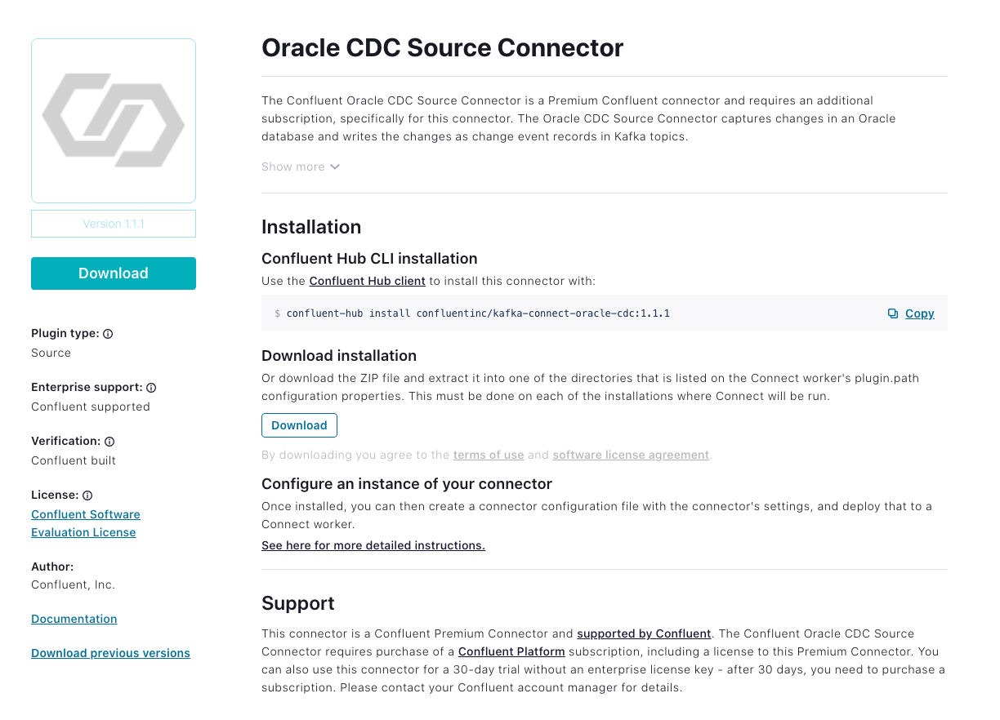 Oracle CDC Source Connector
The Confluent Oracle CDC Source Connector is a Premium Confluent connector and requires an additional
subscription, specifically for this connector. The Oracle CDC Source Connector captures changes in an Oracle
database and writes the changes as change event records in Kafka topics.
Show more
Version 1.1.1
Download
Plugin type:
Source
Enterprise support:
Confluent supported
Verification:
Confluent built
License:
Confluent Software
Evaluation License
Author:
Confluent, Inc.
Documentation
Download previous versions
Installation
Confluent Hub CLI installation
Use the Confluent Hub client to install this connector with:
$ confluent-hub install confluentinc/kafka-connect-oracle-cdc:1.1.1
Copy
Download installation
Or download the ZIP file and extract it into one of the directories that is listed on the Connect worker's plugin.path
configuration properties. This must be done on each of the installations where Connect will be run.
Download
By downloading you agree to the terms of use and software license agreement.
Configure an instance of your connector
Once installed, you can then create a connector configuration file with the connector's settings, and deploy that to a
Connect worker.
See here for more detailed instructions.
Support
This connector is a Confluent Premium Connector and supported by Confluent. The Confluent Oracle CDC Source
Connector requires purchase of a Confluent Platform subscription, including a license to this Premium Connector. You
can also use this connector for a 30-day trial without an enterprise license key - after 30 days, you need to purchase a
subscription. Please contact your Confluent account manager for details.